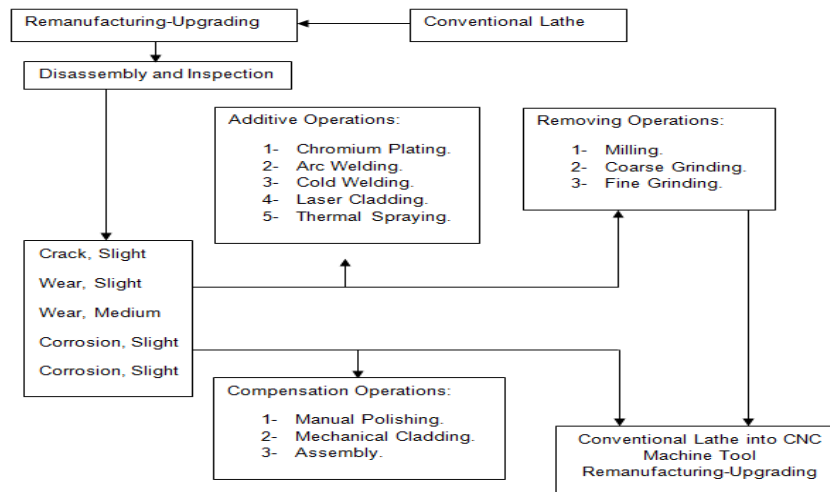 Remanufacturing-Upgrading
Conventional Lathe
Disassembly and Inspection
Additive Operations:
1- Chromium Plating.
2- Arc Welding.
3- Cold Welding.
4- Laser Cladding.
5- Thermal Spraying.
Removing Operations:
1- Milling.
2- Coarse Grinding.
3- Fine Grinding.
Crack, Slight
Wear, Slight
Wear, Medium
Corrosion, Slight
Corrosion, Slight
Compensation Operations:
1- Manual Polishing.
2- Mechanical Cladding.
3- Assembly.
Conventional Lathe into CNC
Machine Tool
Remanufacturing-Upgrading